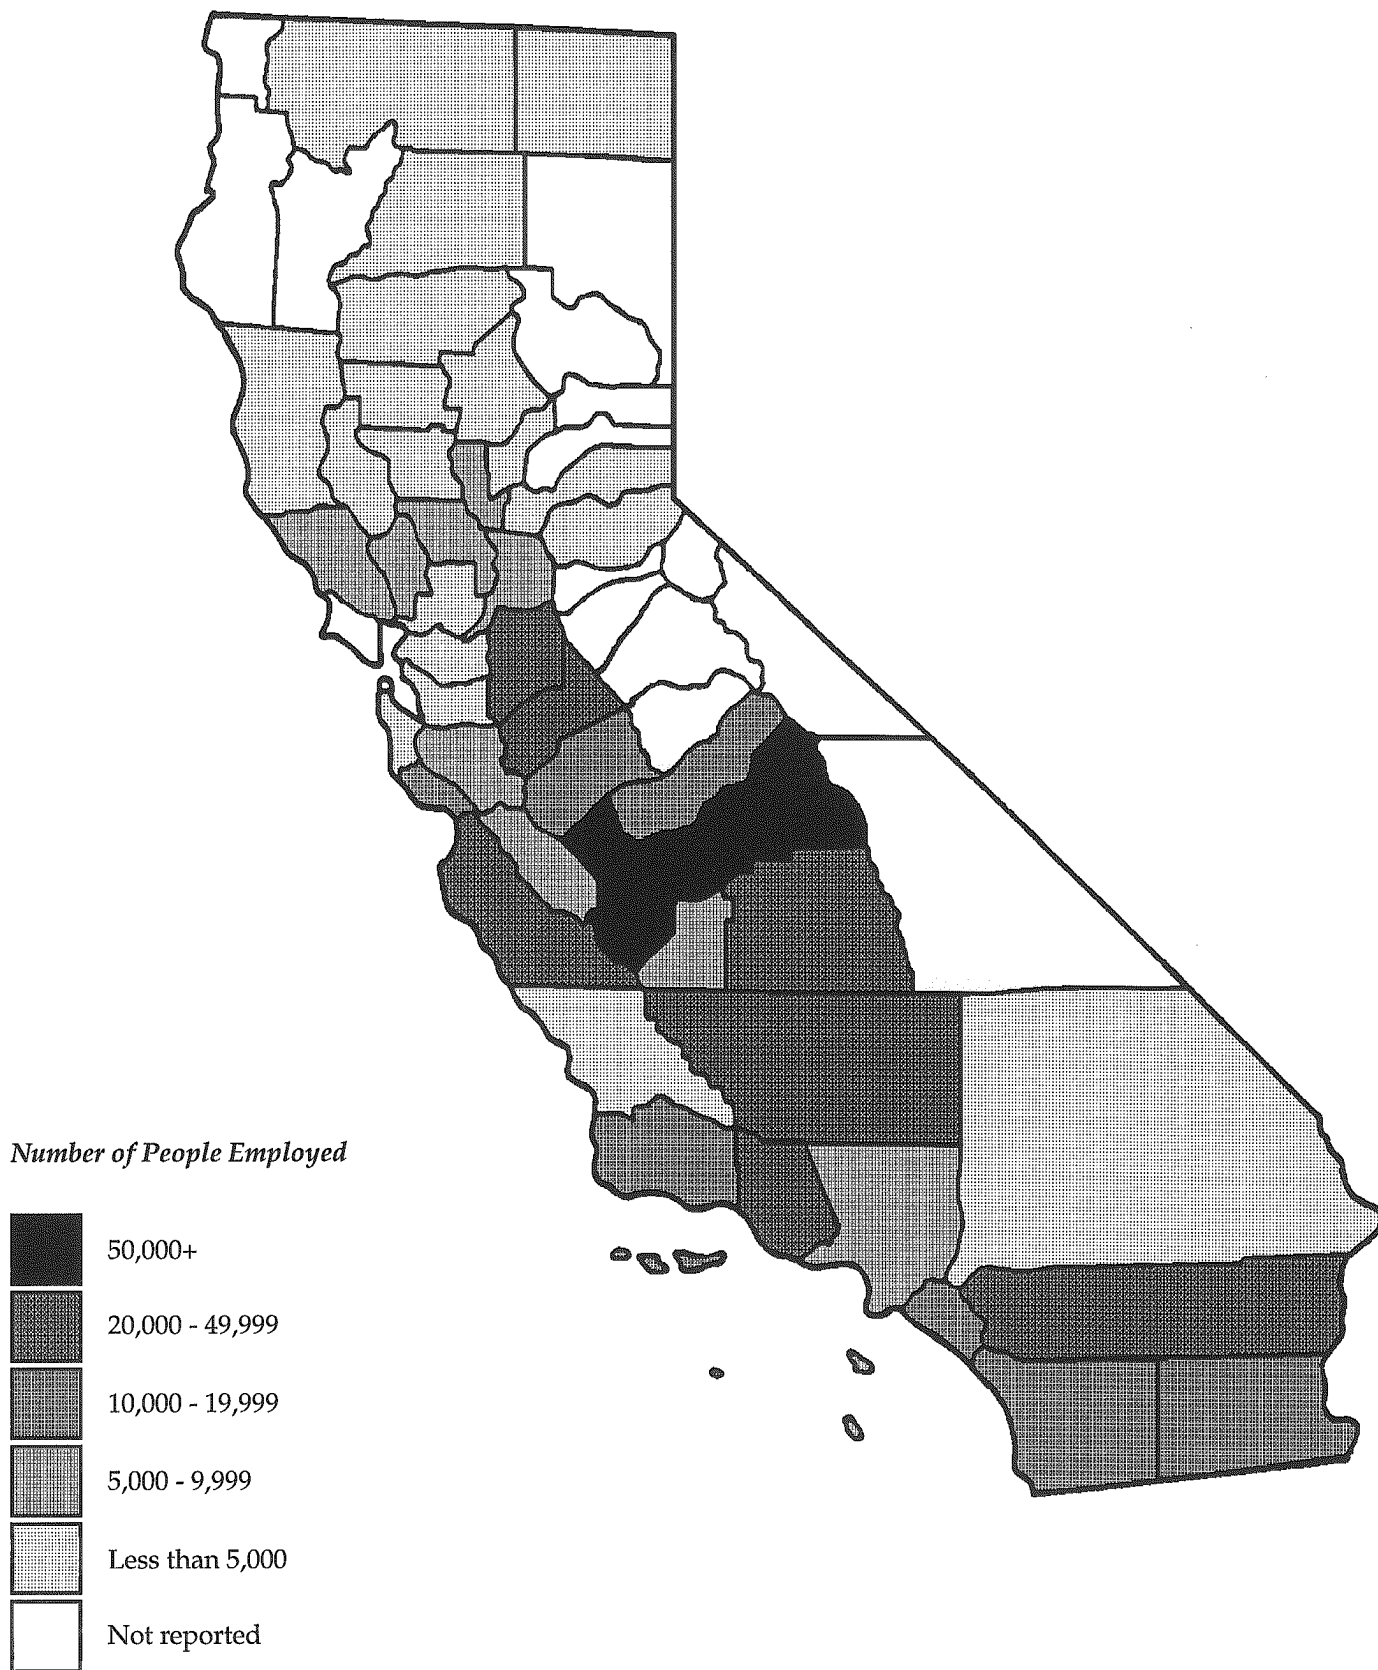 Number of People Employed
50,000+
20,000 - 49,999
10,000 - 19,999
5,000 - 9,999
Less than 5,000
Not reported